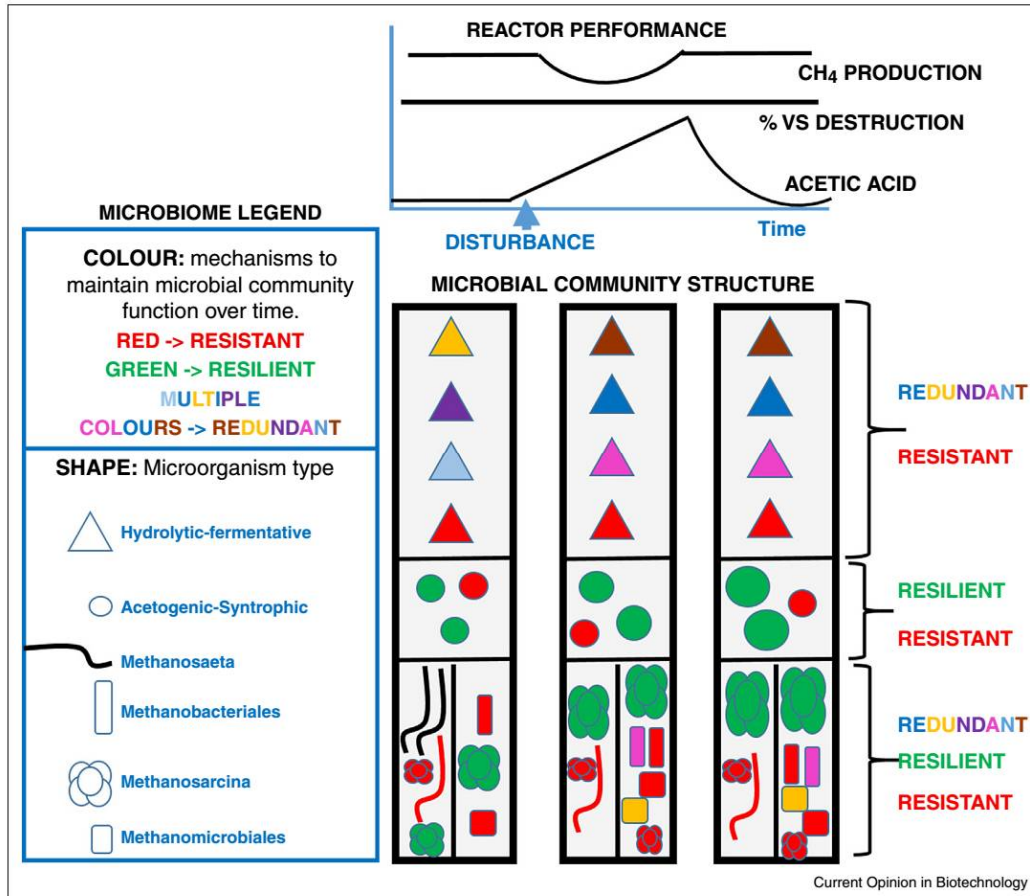 REACTOR PERFORMANCE
CH4 PRODUCTION
% VS DESTRUCTION
ACETIC ACID
Time
DISTURBANCE
MICROBIOME LEGEND
COLOUR: mechanisms to
maintain microbial community
function over time.
RED -> RESISTANT
GREEN -> RESILIENT
MULTIPLE
COLOURS -> REDUNDANT
SHAPE: Microorganism type
Hydrolytic-fermentative
Acetogenic-Syntrophic
Methanosaeta
Methanobacteriales
Methanosarcina
Methanomicrobiales
MICROBIAL COMMUNITY STRUCTURE
REDUNDANT
RESISTANT
RESILIENT
RESISTANT
REDUNDANT
RESILIENT
RESISTANT
Current Opinion in Biotechnology